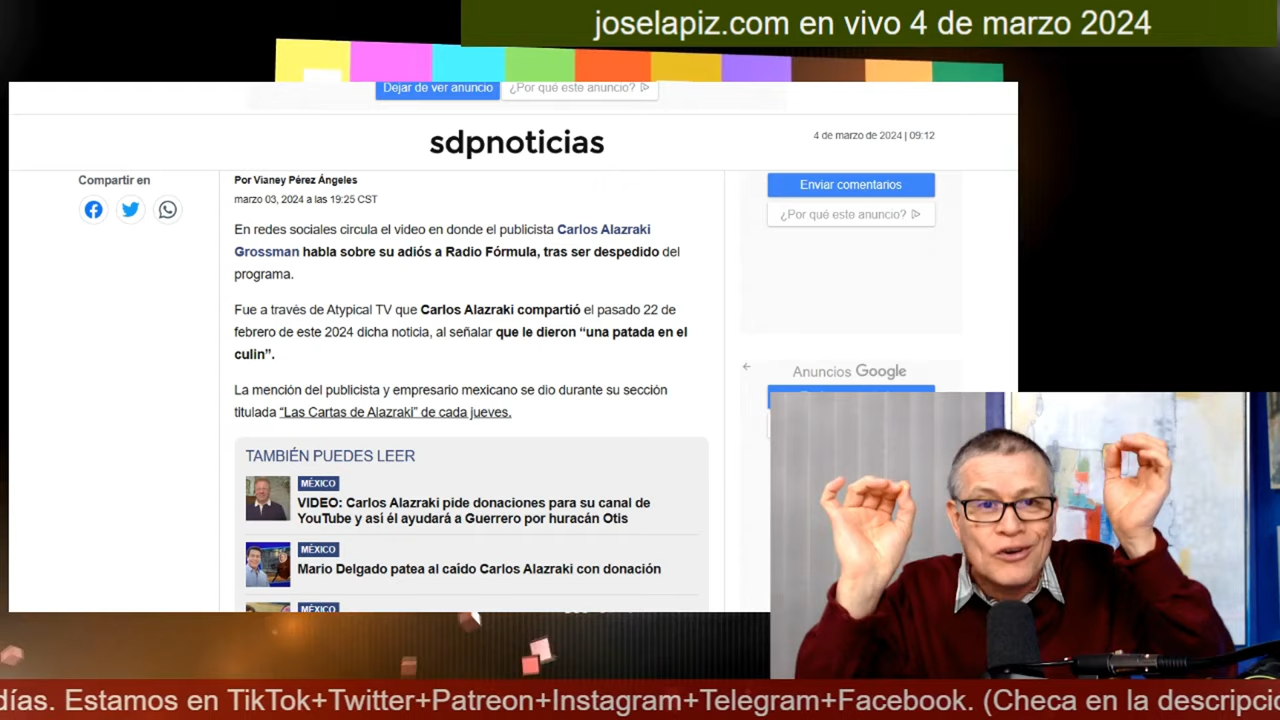 joselapiz.com en vivo 4 de marzo 2024
Dejar de ver anuncio
¿Por qué este anuncio?
sdpnoticias
4 de marzo de 2024 | 09:12
Compartir en
Por Vianey Pérez Ángeles
marzo 03, 2024 a las 19:25 CST
En redes sociales circula el video en donde el publicista Carlos Alazraki
Grossman habla sobre su adiós a Radio Fórmula, tras ser despedido del
programa.
Fue a través de Atypical TV que Carlos Alazraki compartió el pasado 22 de
febrero de este 2024 dicha noticia, al señalar que le dieron “una patada en el
culin”.
La mención del publicista y empresario mexicano se dio durante su sección
titulada “Las Cartas de Alazraki” de cada jueves.
TAMBIÉN PUEDES LEER
MÉXICO
VIDEO: Carlos Alazraki pide donaciones para su canal de
YouTube y así él ayudará a Guerrero por huracán Otis
MÉXICO
Mario Delgado patea al caído Carlos Alazraki con donación
MÉXICO
Enviar comentarios
¿Por qué este anuncio?
Anuncios Google
días. Estamos en TikTok+Twitter+Patreon+Instagram+Telegram+Facebook. (Checa en la descripció